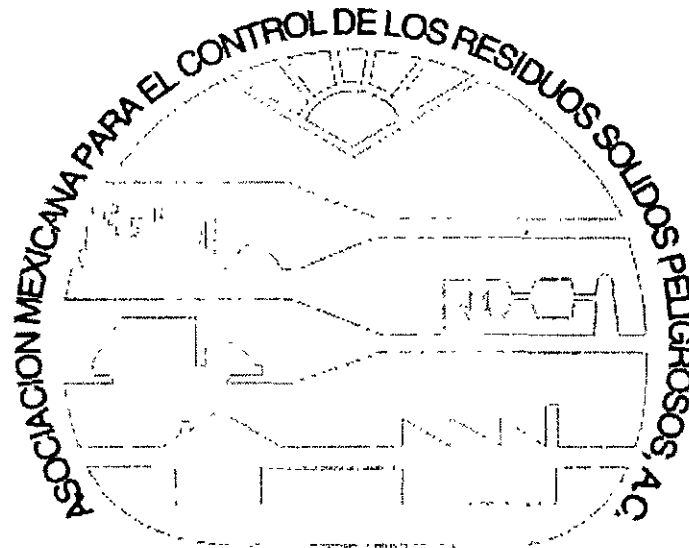 ASOCIACION MEXICANA PARA EL CONTROL DE LOS RESIDUOS SOLIDOS PELIGROSOS, A.C.